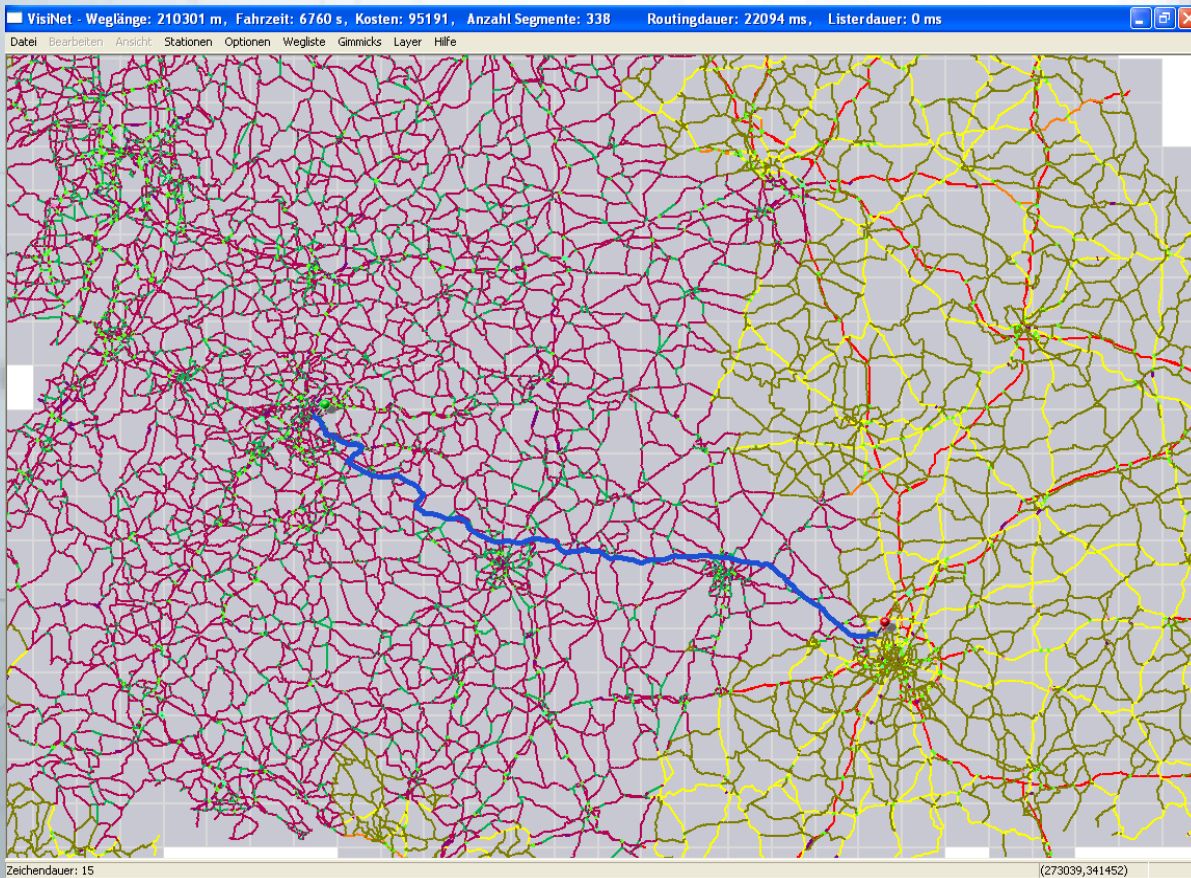 VisiNet - Weglänge: 210301 m, Fahrzeit: 6760 s, Kosten: 95191, Anzahl Segmente: 338 Routingdauer: 22094 ms, Listerdauer: 0 ms
Datei Bearbeiten Ansicht Stationen Optionen Wegliste Gimmicks Layer Hilfe
Zeichendauer: 15 (273039,341452)